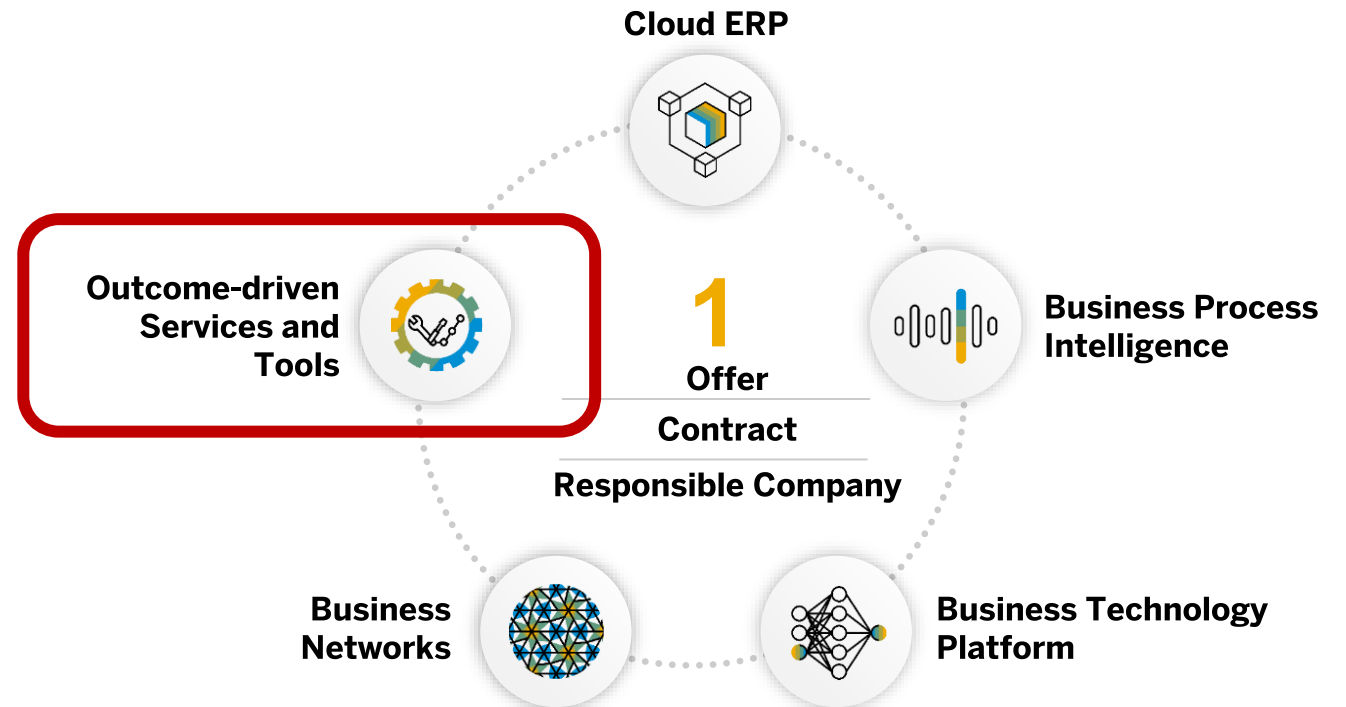 Cloud ERP
Outcome-driven
Services and
Tools
1
Offer
Contract
Responsible Company
Business Process
Intelligence
Business
Networks
Business Technology
Platform